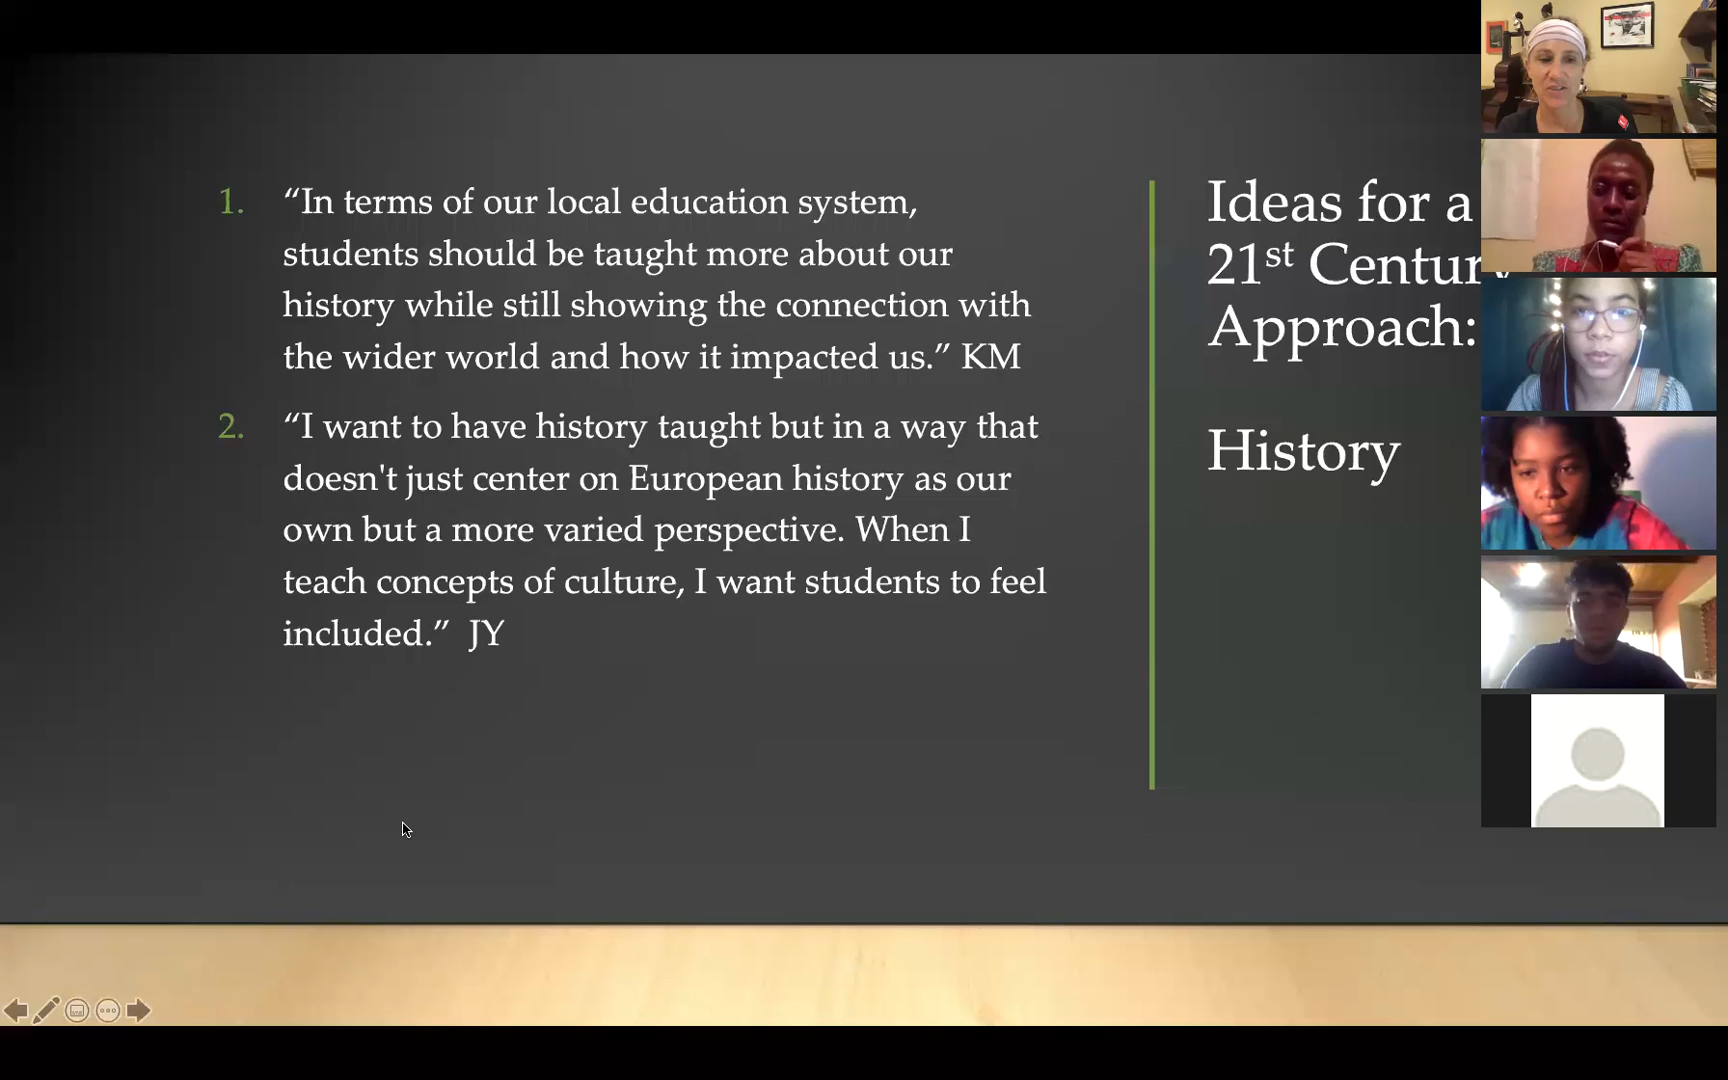 1. “In terms of our local education system,
students should be taught more about our
history while still showing the connection with
the wider world and how it impacted us.” KM
2. “I want to have history taught but in a way that
doesn't just center on European history as our
own but a more varied perspective. When I
teach concepts of culture, I want students to feel
included.” JY
Ideas for a
21st Century
Approach:
History